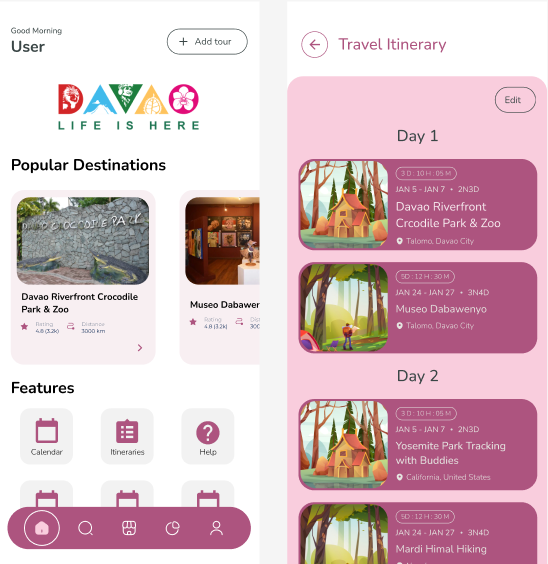 Good Morning
User
+ Add tour
DAVAO
LIFE IS HERE
Popular Destinations
DAVAO CROCODILE PARK
Davao Riverfront Crocodile
Park & Zoo
Rating
4.8 (3.2k)
Distance
3000 km
Museo Dabawen
Rating
4.8 (3.2k)
Dis
300
Features
Calendar
Itineraries
Help
Travel Itinerary
Edit
Day 1
3 D : 10 H : 05 M
JAN 5 - JAN 7 • 2N3D
Davao Riverfront
Crcodile Park & Zoo
Talomo, Davao City
5D : 12 H : 30 M
JAN 24 - JAN 27 • 3N4D
Museo Dabawenyo
Talomo, Davao City
Day 2
3 D : 10 H : 05 M
JAN 5 - JAN 7 • 2N3D
Yosemite Park Tracking
with Buddies
California, United States
5D : 12 H : 30 M
JAN 24 - JAN 27 • 3N4D
Mardi Himal Hiking